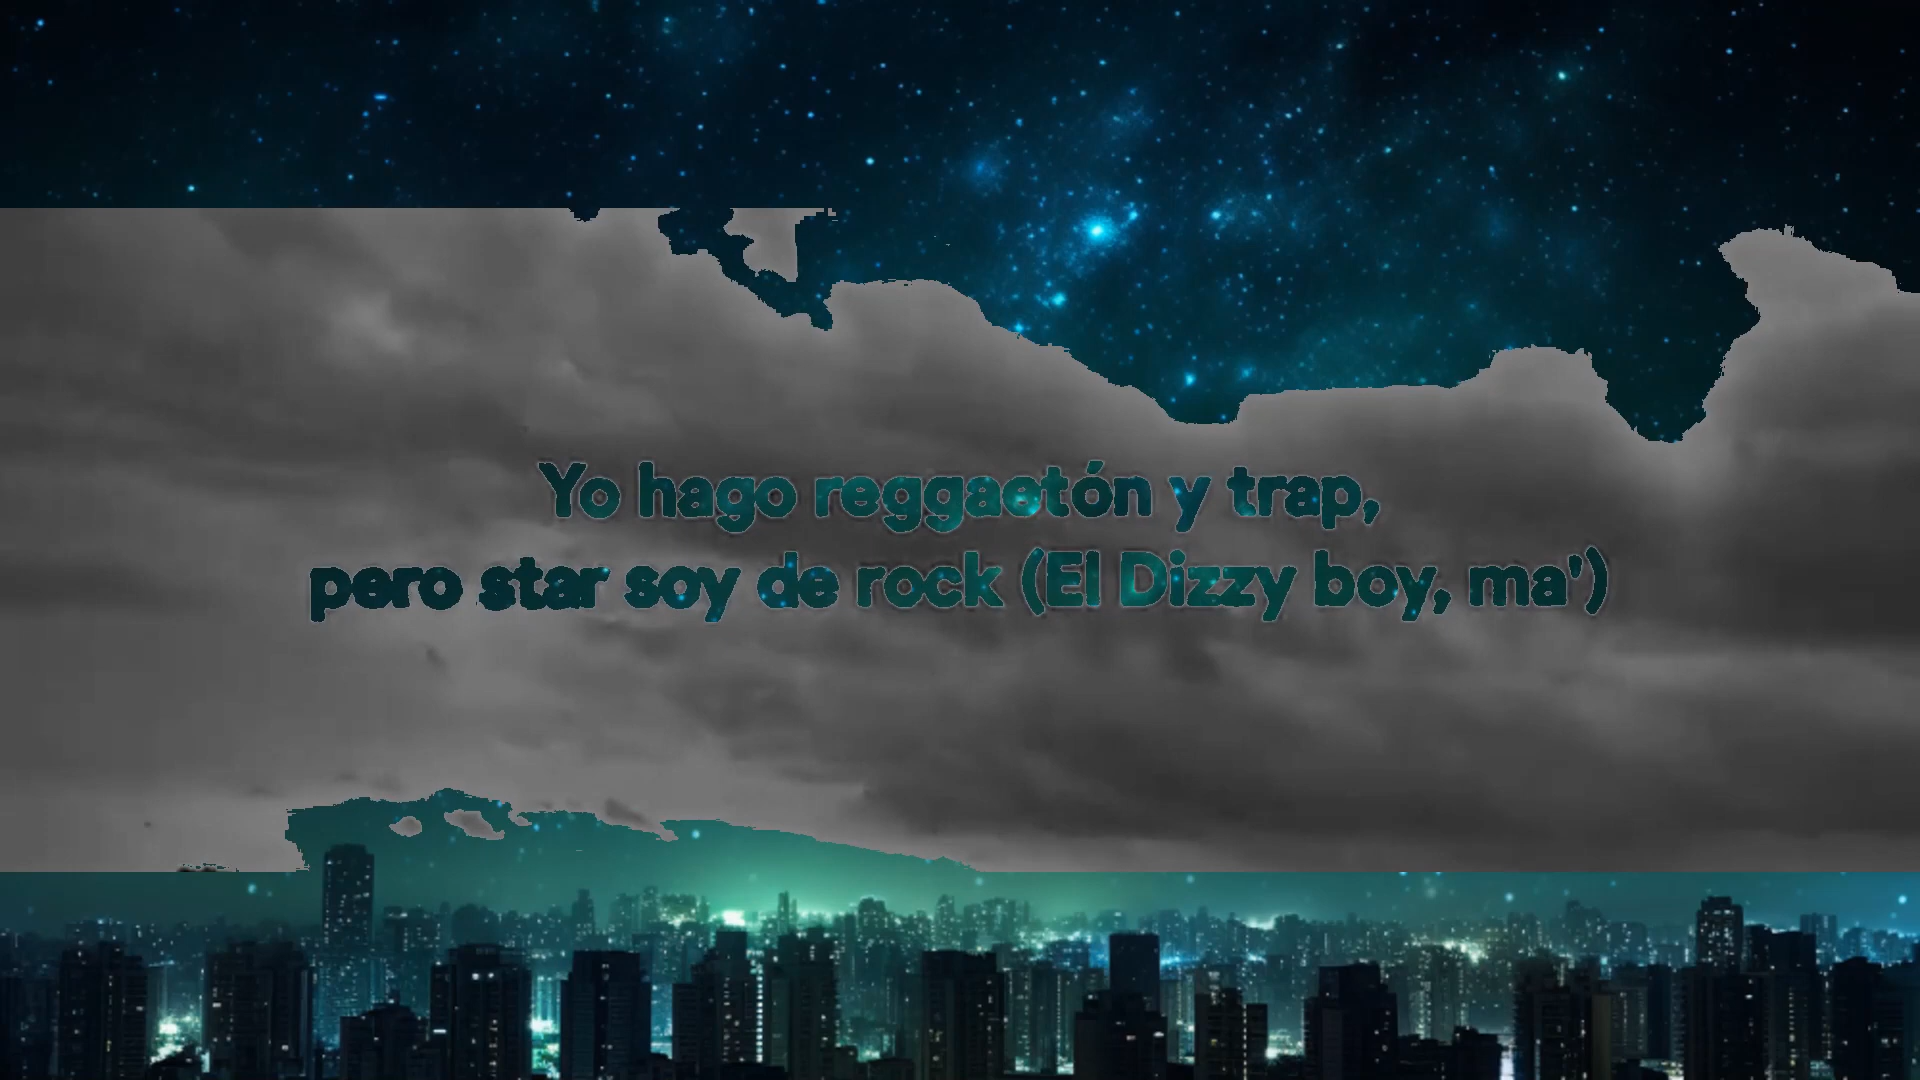 Yo hago reggaetón y trap,
pero star soy de rock (El Dizzy boy, ma')